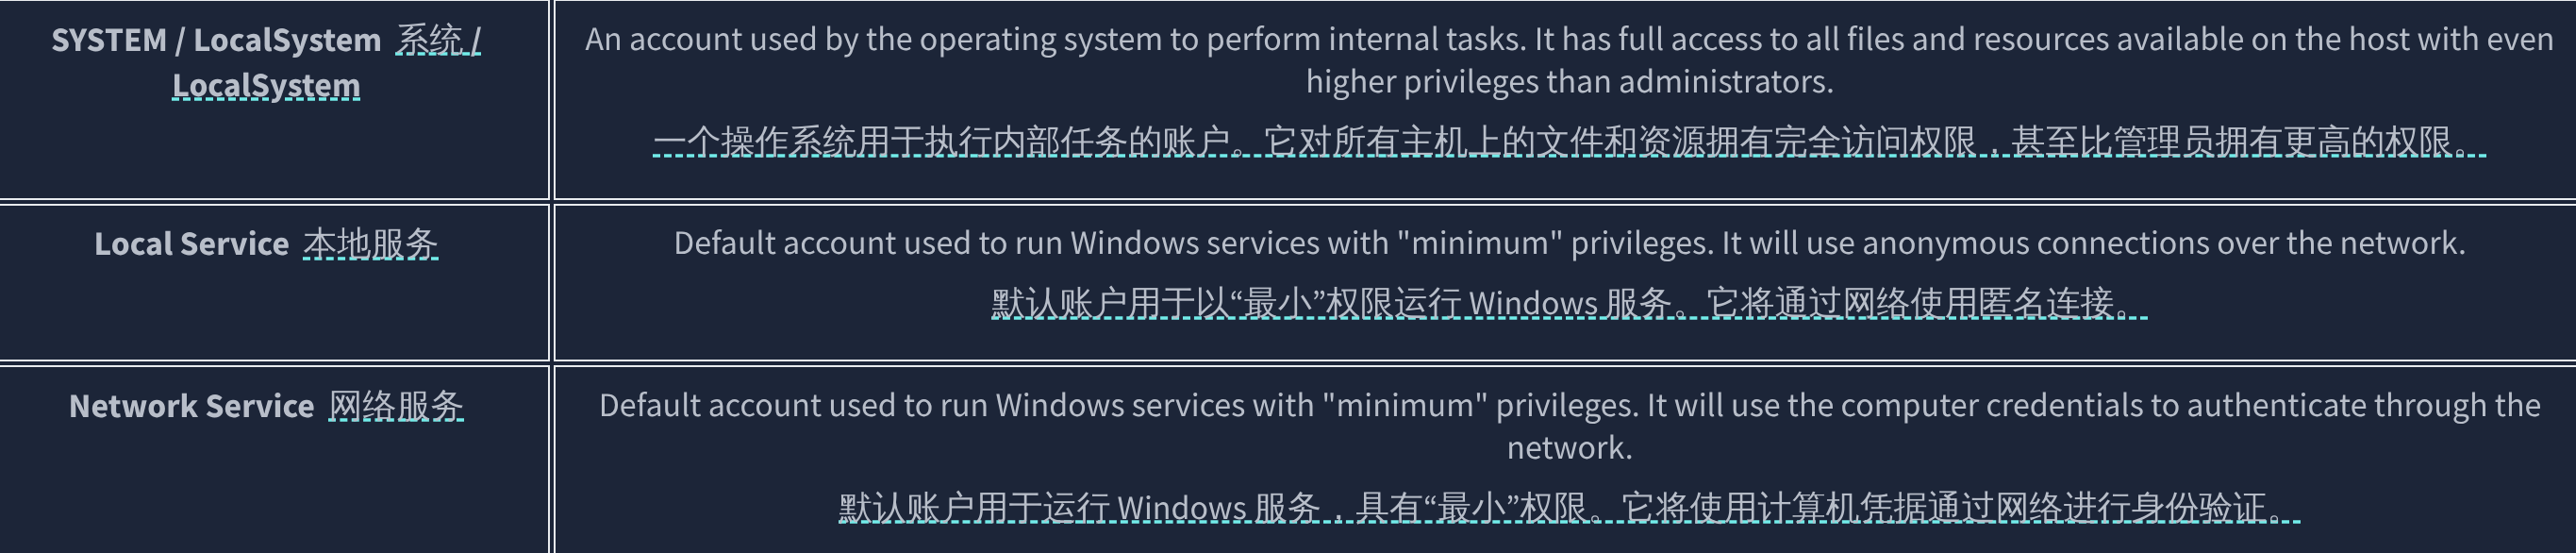 SYSTEM / LocalSystem 系统 /
LocalSystem
An account used by the operating system to perform internal tasks. It has full access to all files and resources available on the host with even
higher privileges than administrators.
一个操作系统用于执行内部任务的账户。它对所有主机上的文件和资源拥有完全访问权限，甚至比管理员拥有更高的权限。
Local Service 本地服务
Default account used to run Windows services with "minimum" privileges. It will use anonymous connections over the network.
默认账户用于以“最小”权限运行 Windows 服务。它将通过网络使用匿名连接。
Network Service 网络服务
Default account used to run Windows services with "minimum" privileges. It will use the computer credentials to authenticate through the
network.
默认账户用于运行 Windows 服务，具有“最小”权限。它将使用计算机凭据通过网络进行身份验证。